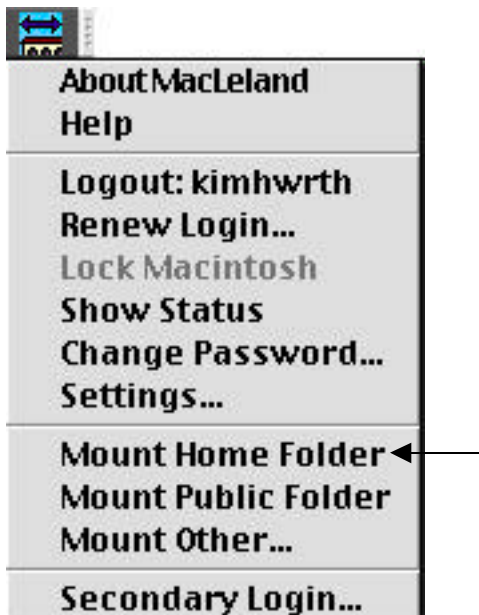 About MacLeland
Help
Logout: kimhwrth
Renew Login...
Lock Macintosh
Show Status
Change Password...
Settings...
Mount Home Folder
Mount Public Folder
Mount Other...
Secondary Login...